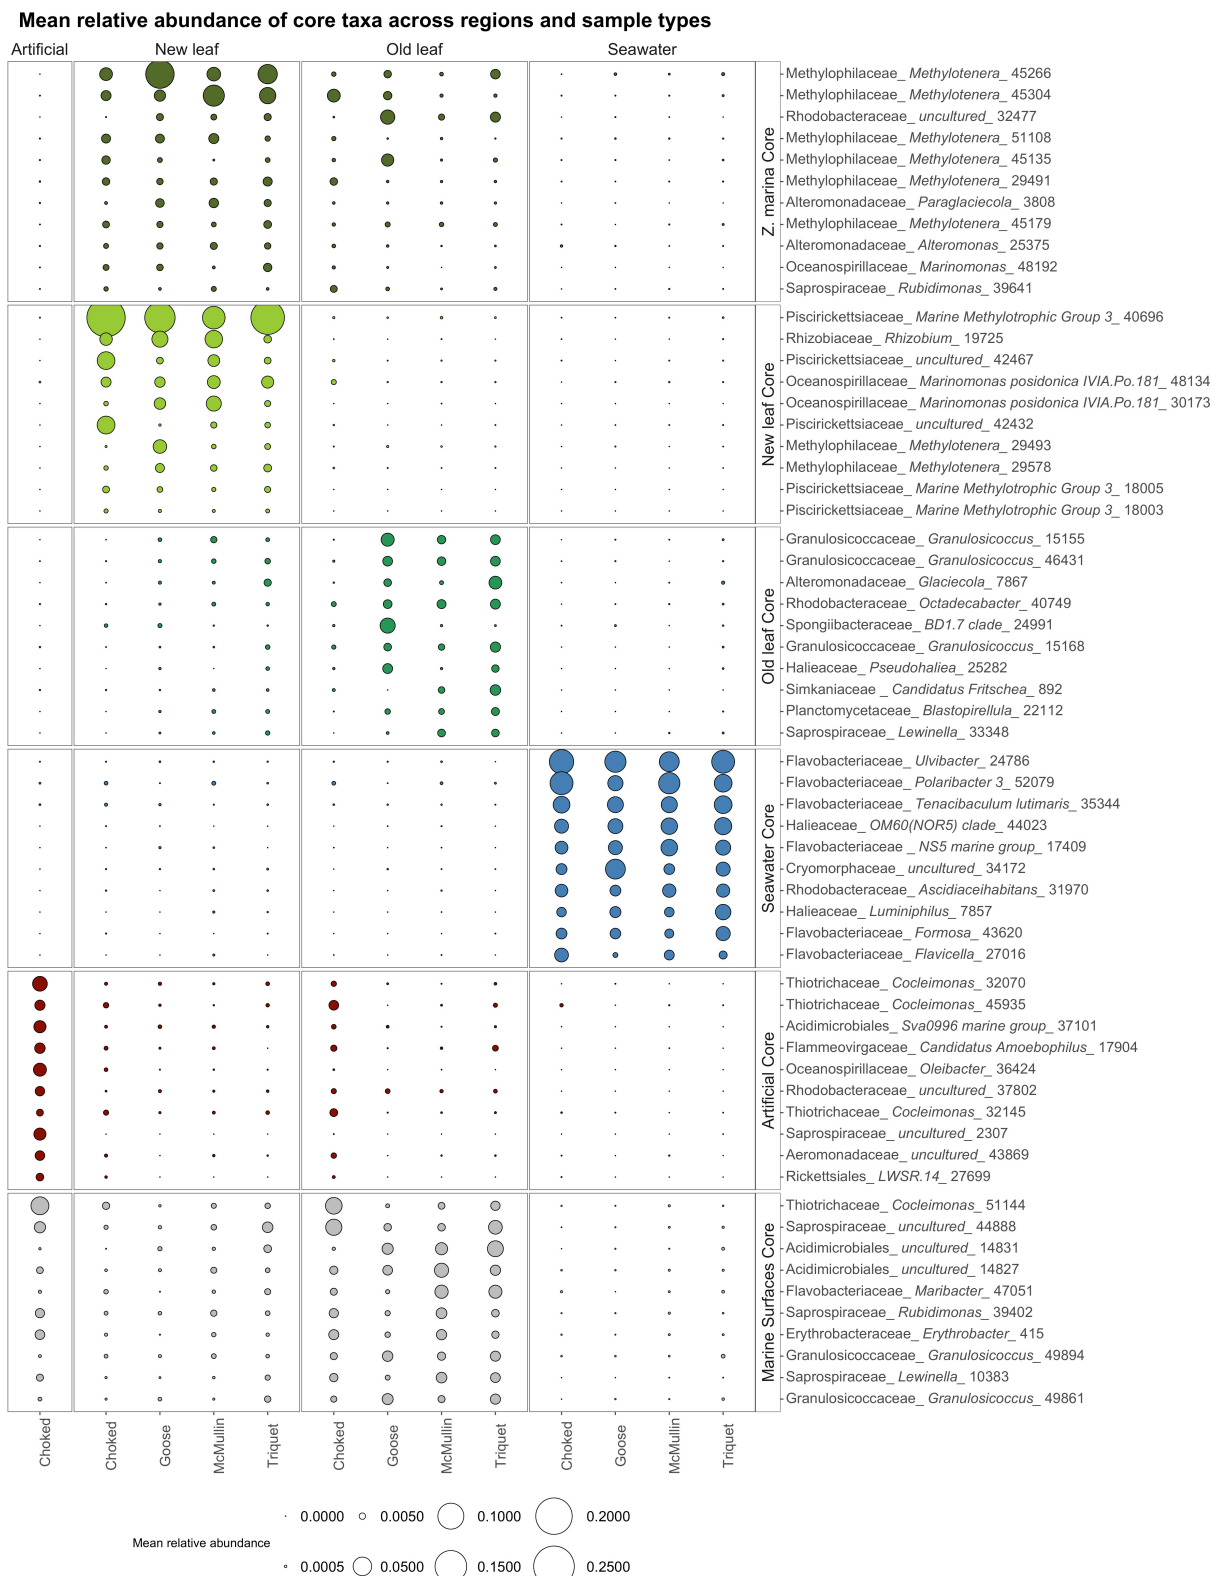 Mean relative abundance of core taxa across regions and sample types
Artificial New leaf Old leaf Seawater
Z. marina Core
Methylophilaceae_ Methylotenera_ 45266
Methylophilaceae_ Methylotenera_ 45304
Rhodobacteraceae_ uncultured_ 32477
Methylophilaceae_ Methylotenera_ 51108
Methylophilaceae_ Methylotenera_ 45135
Methylophilaceae_ Methylotenera_ 29491
Alteromonadaceae_ Paraglaciecola_ 3808
Methylophilaceae_ Methylotenera_ 45179
Alteromonadaceae_ Alteromonas_ 25375
Oceanospirillaceae_ Marinomonas_ 48192
Saprospiraceae_ Rubidimonas_ 39641
New leaf Core
Piscirickettsiaceae_ Marine Methylotrophic Group 3_ 40696
Rhizobiaceae_ Rhizobium_ 19725
Piscirickettsiaceae_ uncultured_ 42467
Oceanospirillaceae_ Marinomonas posidonica IVIA.Po.181_ 48134
Oceanospirillaceae_ Marinomonas posidonica IVIA.Po.181_ 30173
Piscirickettsiaceae_ uncultured_ 42432
Methylophilaceae_ Methylotenera_ 29493
Methylophilaceae_ Methylotenera_ 29578
Piscirickettsiaceae_ Marine Methylotrophic Group 3_ 18005
Piscirickettsiaceae_ Marine Methylotrophic Group 3_ 18003
Old leaf Core
Granulosicoccaceae_ Granulosicoccus_ 15155
Granulosicoccaceae_ Granulosicoccus_ 46431
Alteromonadaceae_ Glaciecola_ 7867
Rhodobacteraceae_ Octadecabacter_ 40749
Spongiibacteraceae_ BD1.7 clade_ 24991
Granulosicoccaceae_ Granulosicoccus_ 15168
Halieaceae_ Pseudohaliea_ 25282
Simkaniaceae _ Candidatus Fritschea_ 892
Planctomycetaceae_ Blastopirellula_ 22112
Saprospiraceae_ Lewinella_ 33348
Seawater Core
Flavobacteriaceae_ Ulvibacter_ 24786
Flavobacteriaceae_ Polaribacter 3_ 52079
Flavobacteriaceae_ Tenacibaculum lutimaris_ 35344
Halieaceae_ OM60(NOR5) clade_ 44023
Flavobacteriaceae _ NS5 marine group_ 17409
Cryomorphaceae_ uncultured_ 34172
Rhodobacteraceae_ Ascidiaceihabitans_ 31970
Halieaceae_ Luminiphilus_ 7857
Flavobacteriaceae_ Formosa_ 43620
Flavobacteriaceae_ Flavicella_ 27016
Artificial Core
Thiotrichaceae_ Cocleimonas_ 32070
Thiotrichaceae_ Cocleimonas_ 45935
Acidimicrobiales_ Sva0996 marine group_ 37101
Flammeovirgaceae_ Candidatus Amoebophilus_ 17904
Oceanospirillaceae_ Oleibacter_ 36424
Rhodobacteraceae_ uncultured_ 37802
Thiotrichaceae_ Cocleimonas_ 32145
Saprospiraceae_ uncultured_ 2307
Aeromonadaceae_ uncultured_ 43869
Rickettsiales_ LWSR.14_ 27699
Marine Surfaces Core
Thiotrichaceae_ Cocleimonas_ 51144
Saprospiraceae_ uncultured_ 44888
Acidimicrobiales_ uncultured_ 14831
Acidimicrobiales_ uncultured_ 14827
Flavobacteriaceae_ Maribacter_ 47051
Saprospiraceae_ Rubidimonas_ 39402
Erythrobacteraceae_ Erythrobacter_ 415
Granulosicoccaceae_ Granulosicoccus_ 49894
Saprospiraceae_ Lewinella_ 10383
Granulosicoccaceae_ Granulosicoccus_ 49861
Choked Choked Goose McMullin Triquet Choked Goose McMullin Triquet Choked Goose McMullin Triquet
Mean relative abundance
0.0000 0.0050 0.1000 0.2000
0.0005 0.0500 0.1500 0.2500